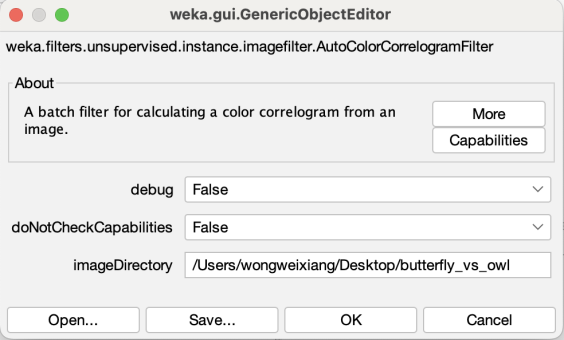 weka.gui.GenericObjectEditor
weka.filters.unsupervised.instance.imagefilter.AutoColorCorrelogramFilter
About
A batch filter for calculating a color correlogram from an
image.
More
Capabilities
debug False
doNotCheckCapabilities False
imageDirectory /Users/wongweixiang/Desktop/butterfly_vs_owl
Open... Save... OK Cancel